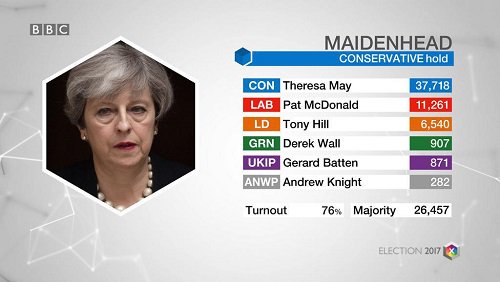 BBC
MAIDENHEAD
CONSERVATIVE hold
CON Theresa May 37,718
LAB Pat McDonald 11,261
LD Tony Hill 6,540
GRN Derek Wall 907
UKIP Gerard Batten 871
ANWP Andrew Knight 282
Turnout 76% Majority 26,457
ELECTION 2017 X